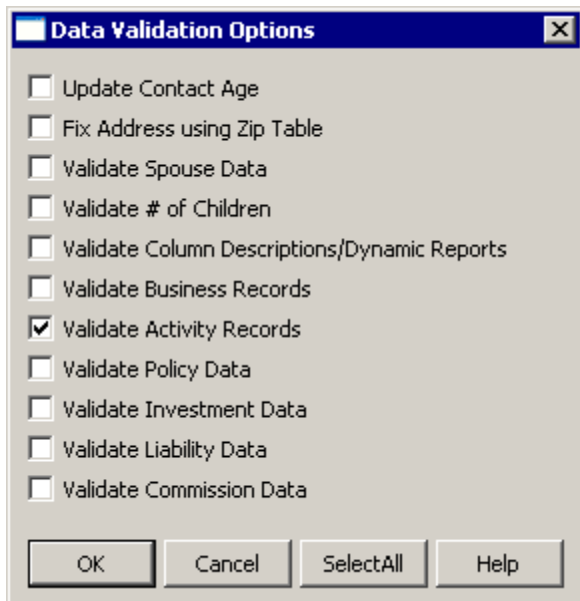 Data Validation Options
Update Contact Age
Fix Address using Zip Table
Validate Spouse Data
Validate # of Children
Validate Column Descriptions/Dynamic Reports
Validate Business Records
Validate Activity Records
Validate Policy Data
Validate Investment Data
Validate Liability Data
Validate Commission Data
OK Cancel SelectAll Help